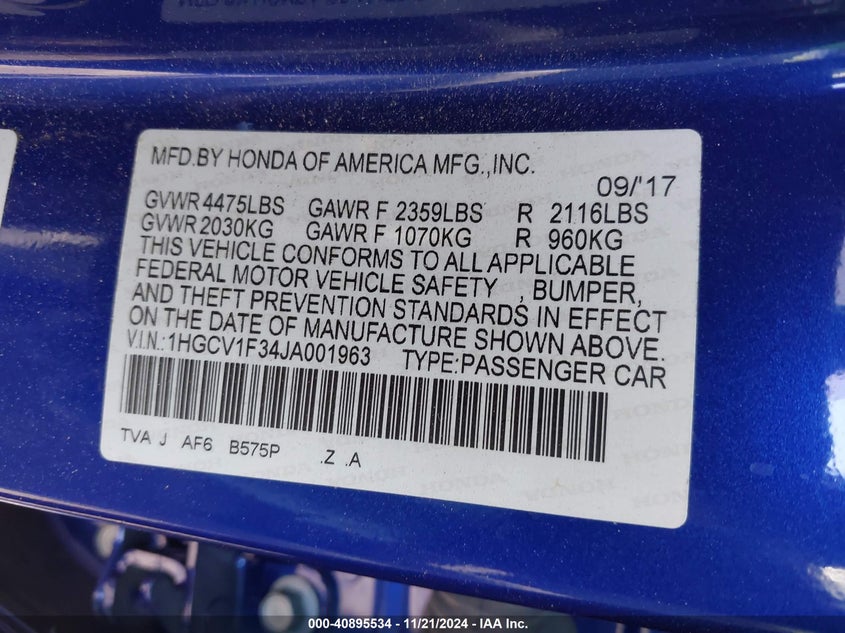 MFD.BY HONDA OF AMERICA MFG.,INC.
09/'17
GVWR 4475LBS GAWR F 2359LBS R 2116LBS
GVWR 2030KG GAWR F 1070KG R 960KG
THIS VEHICLE CONFORMS TO ALL APPLICABLE
FEDERAL MOTOR VEHICLE SAFETY , BUMPER,
AND THEFT PREVENTION STANDARDS IN EFFECT
ON THE DATE OF MANUFACTURE SHOWN ABOVE.
V.I.N.:1HGCV1F34JA001963 TYPE:PASSENGER CAR
TVA J AF6 B575P .Z .A
000-40895534 - 11/21/2024 - IAA Inc.